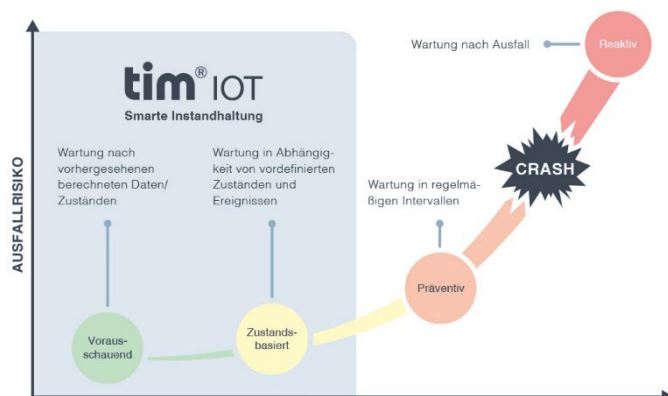 Wartung nach Ausfall
Reaktiv
tim® IOT
Smarte Instandhaltung
Wartung nach
vorhergesehenen
berechneten Daten/
Zuständen
Wartung in Abhängig-
keit von vordefinierten
Zuständen und
Ereignissen
Wartung in regelmä-
ßigen Intervallen
CRASH
AUSFALLRISIKO
Voraus-
schauend
Zustands-
basiert
Präventiv